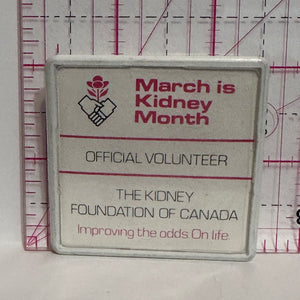 March is
Kidney
Month
OFFICIAL VOLUNTEER
THE KIDNEY
FOUNDATION OF CANADA
Improving the odds. On life.